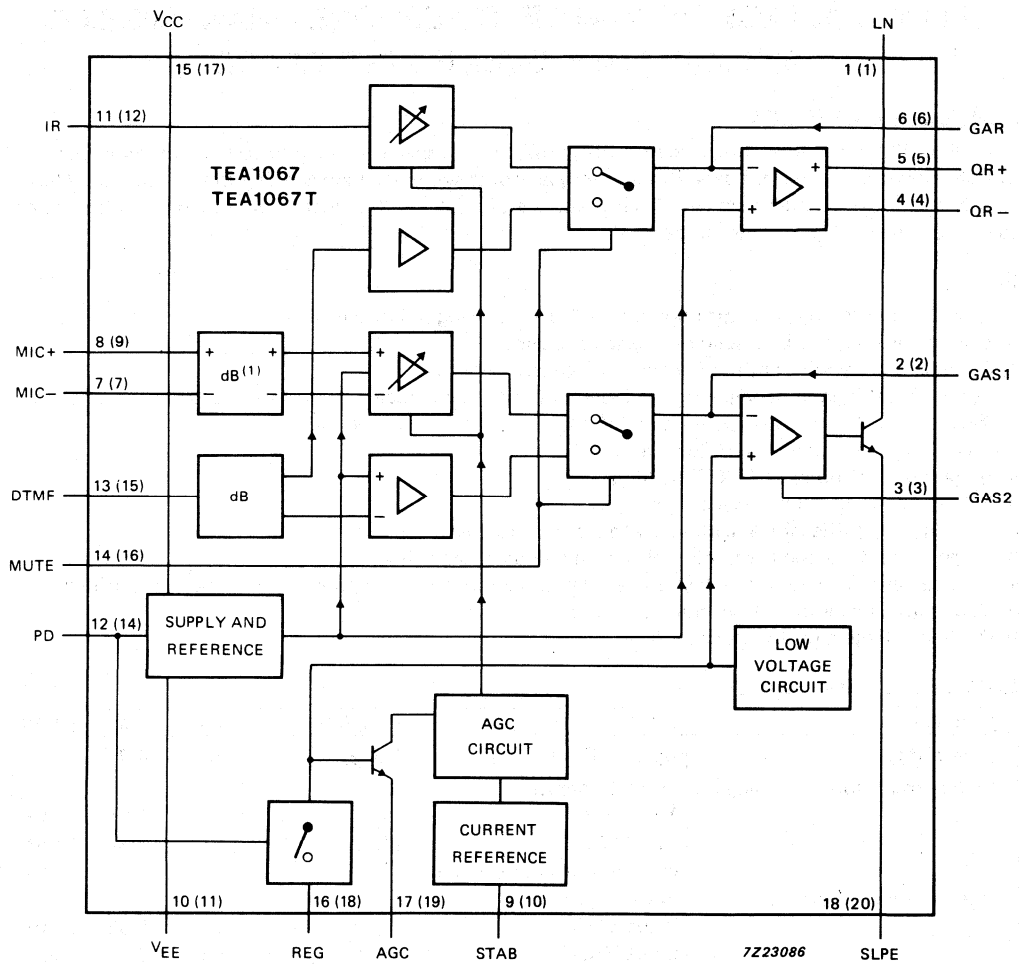 VCC
LN
15 (17)
1 (1)
IR
11 (12)
6 (6)
GAR
TEA1067
TEA1067T
5 (5)
QR+
4 (4)
QR−
− +
+ −
MIC+
8 (9)
MIC−
7 (7)
+ +
dB(1)
− −
+
−
2 (2)
GAS1
−
+
3 (3)
GAS2
DTMF
13 (15)
dB
+
−
MUTE
14 (16)
PD
12 (14)
SUPPLY AND
REFERENCE
LOW
VOLTAGE
CIRCUIT
AGC
CIRCUIT
CURRENT
REFERENCE
10 (11)
16 (18)
17 (19)
9 (10)
18 (20)
VEE
REG
AGC
STAB
7Z23086
SLPE